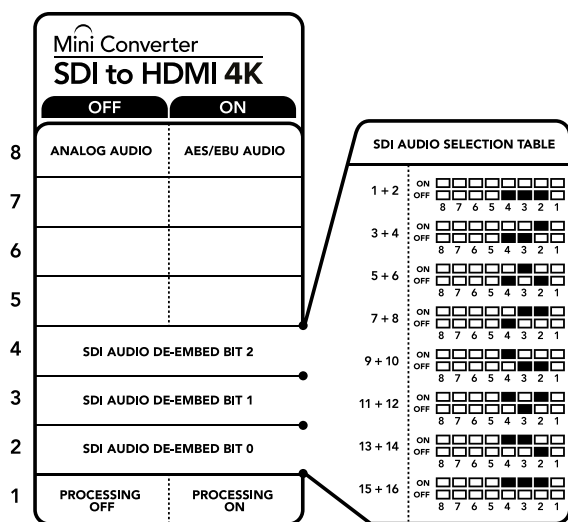 Mini Converter
SDI to HDMI 4K
OFF ON
8 ANALOG AUDIO AES/EBU AUDIO
7
6
5
4 SDI AUDIO DE-EMBED BIT 2
3 SDI AUDIO DE-EMBED BIT 1
2 SDI AUDIO DE-EMBED BIT 0
1 PROCESSING OFF PROCESSING ON
SDI AUDIO SELECTION TABLE
1 + 2 ON
OFF
8 7 6 5 4 3 2 1
3 + 4 ON
OFF
8 7 6 5 4 3 2 1
5 + 6 ON
OFF
8 7 6 5 4 3 2 1
7 + 8 ON
OFF
8 7 6 5 4 3 2 1
9 + 10 ON
OFF
8 7 6 5 4 3 2 1
11 + 12 ON
OFF
8 7 6 5 4 3 2 1
13 + 14 ON
OFF
8 7 6 5 4 3 2 1
15 + 16 ON
OFF
8 7 6 5 4 3 2 1